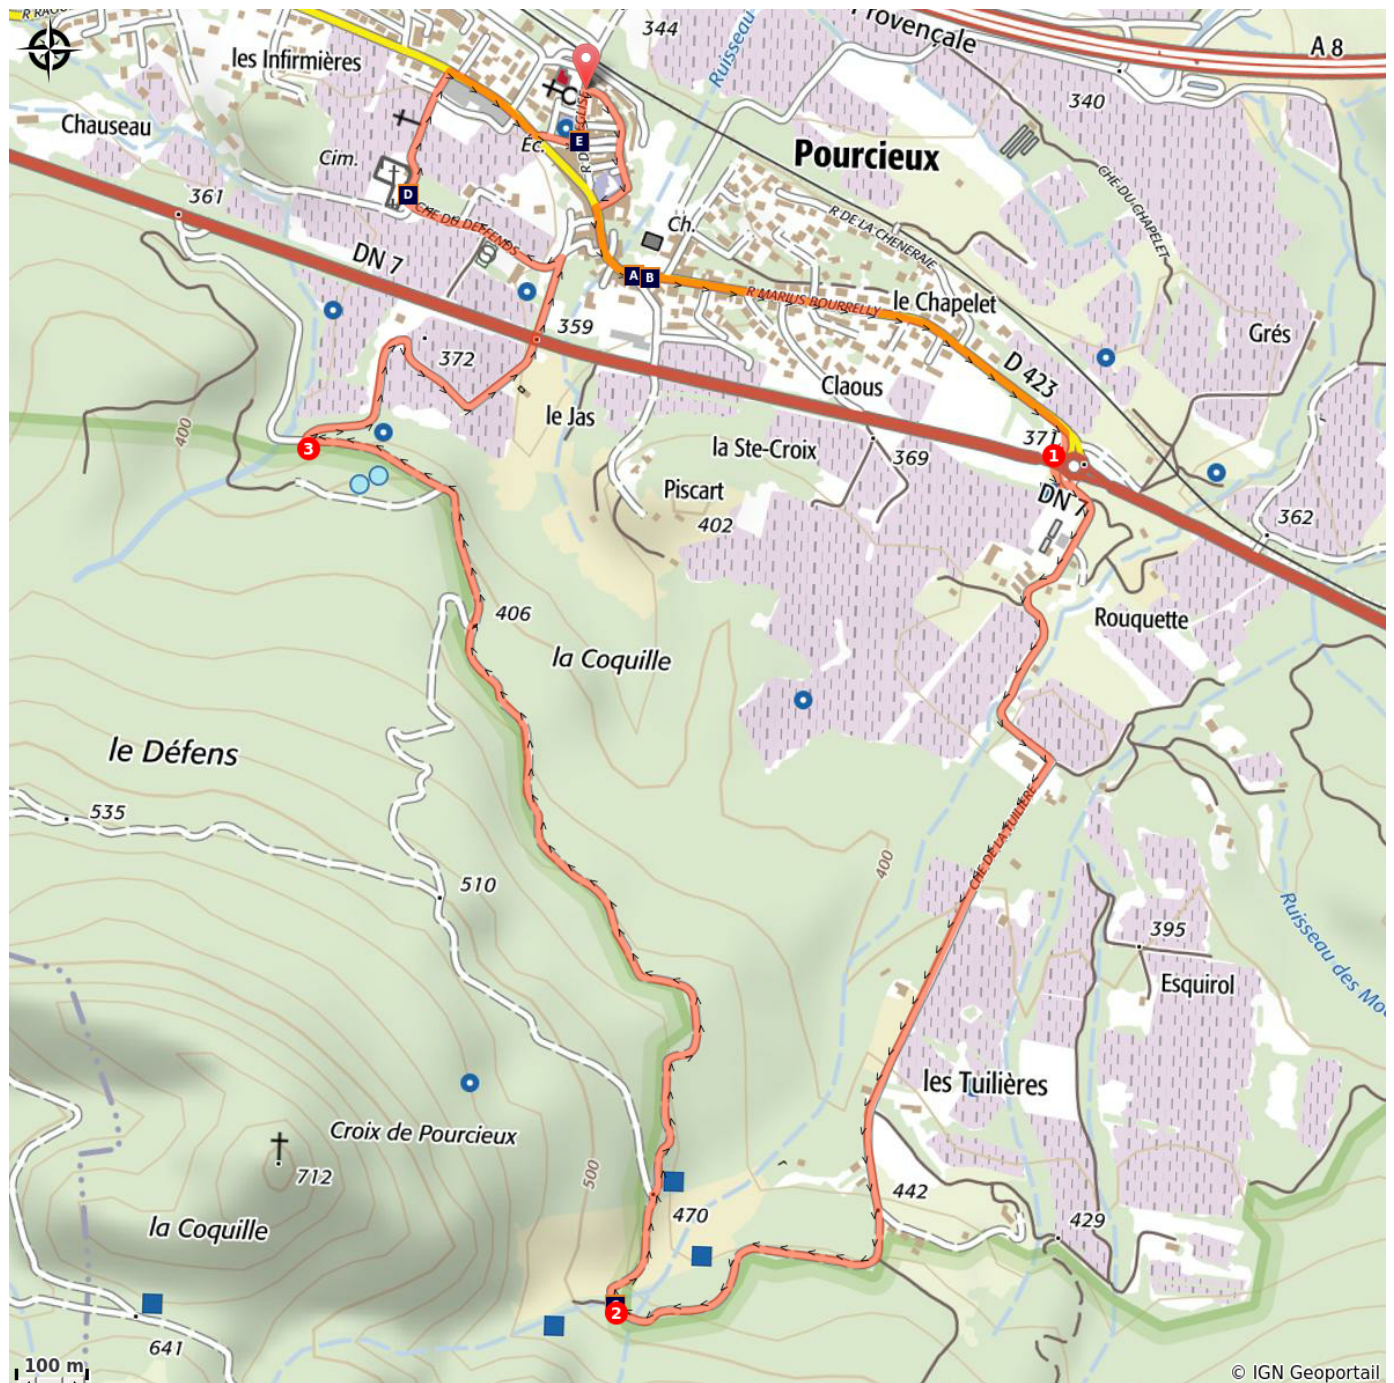 R RAOU
les Infirmières
344
Ruisseau
Provençale
A 8
340
Chauseau
C
EGLISE
Éc.
E
R D
Pourcieux
Cim.
D
361
CHE DU DEFFENDS
Ch.
R DE LA CHENERAIE
CHE DU CHAPELET
DN 7
A
B
R MARIUS BOURRELLY
le Chapelet
359
Grés
372
D 423
Claous
le Jas
400
371
3
la Ste-Croix
369
1
Piscart
DN 7
402
362
406
Rouquette
la Coquille
le Défens
535
CHE DE LA TUILIÈRE
400
510
395
Ruisseau des Mo
Esquirol
les Tuilières
Croix de Pourcieux
500
712
442
la Coquille
470
429
2
641
100 m
© IGN Geoportail